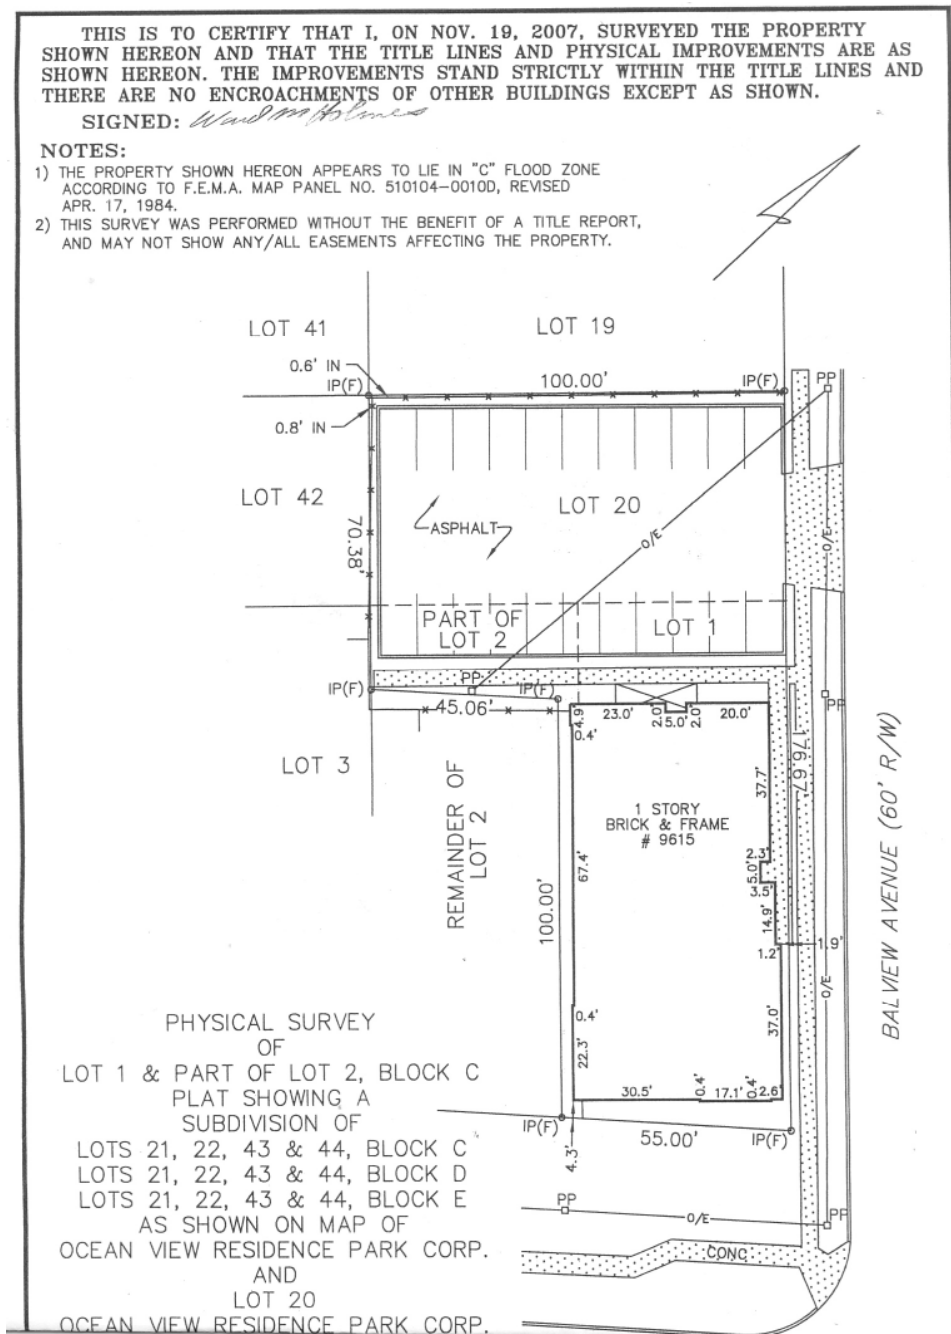 THIS IS TO CERTIFY THAT I, ON NOV. 19, 2007, SURVEYED THE PROPERTY
SHOWN HEREON AND THAT THE TITLE LINES AND PHYSICAL IMPROVEMENTS ARE AS
SHOWN HEREON. THE IMPROVEMENTS STAND STRICTLY WITHIN THE TITLE LINES AND
THERE ARE NO ENCROACHMENTS OF OTHER BUILDINGS EXCEPT AS SHOWN.
SIGNED: Ward M Holmes
NOTES:
1) THE PROPERTY SHOWN HEREON APPEARS TO LIE IN "C" FLOOD ZONE
ACCORDING TO F.E.M.A. MAP PANEL NO. 510104-0010D, REVISED
APR. 17, 1984.
2) THIS SURVEY WAS PERFORMED WITHOUT THE BENEFIT OF A TITLE REPORT,
AND MAY NOT SHOW ANY/ALL EASEMENTS AFFECTING THE PROPERTY.
LOT 41
LOT 19
0.6' IN
IP(F)
100.00'
IP(F)
PP
0.8' IN
LOT 42
LOT 20
70.38'
ASPHALT
O/E
O/E
PART OF
LOT 2
LOT 1
IP(F)
PP
IP(F)
PP
45.06'
4.9'
0.4'
23.0'
2.0'
5.0'
2.0'
20.0'
176.67'
LOT 3
REMAINDER OF
LOT 2
37.7'
1 STORY
BRICK & FRAME
# 9615
BALVIEW AVENUE (60' R/W)
67.4'
2.3'
5.0'
3.5'
14.9'
100.00'
1.2'
1.9'
O/E
0.4'
22.3'
37.0'
30.5'
0.4'
17.1'
0.4'
2.6'
IP(F)
55.00'
IP(F)
4.3'
PP
O/E
PP
CONC
PHYSICAL SURVEY
OF
LOT 1 & PART OF LOT 2, BLOCK C
PLAT SHOWING A
SUBDIVISION OF
LOTS 21, 22, 43 & 44, BLOCK C
LOTS 21, 22, 43 & 44, BLOCK D
LOTS 21, 22, 43 & 44, BLOCK E
AS SHOWN ON MAP OF
OCEAN VIEW RESIDENCE PARK CORP.
AND
LOT 20
OCEAN VIEW RESIDENCE PARK CORP.